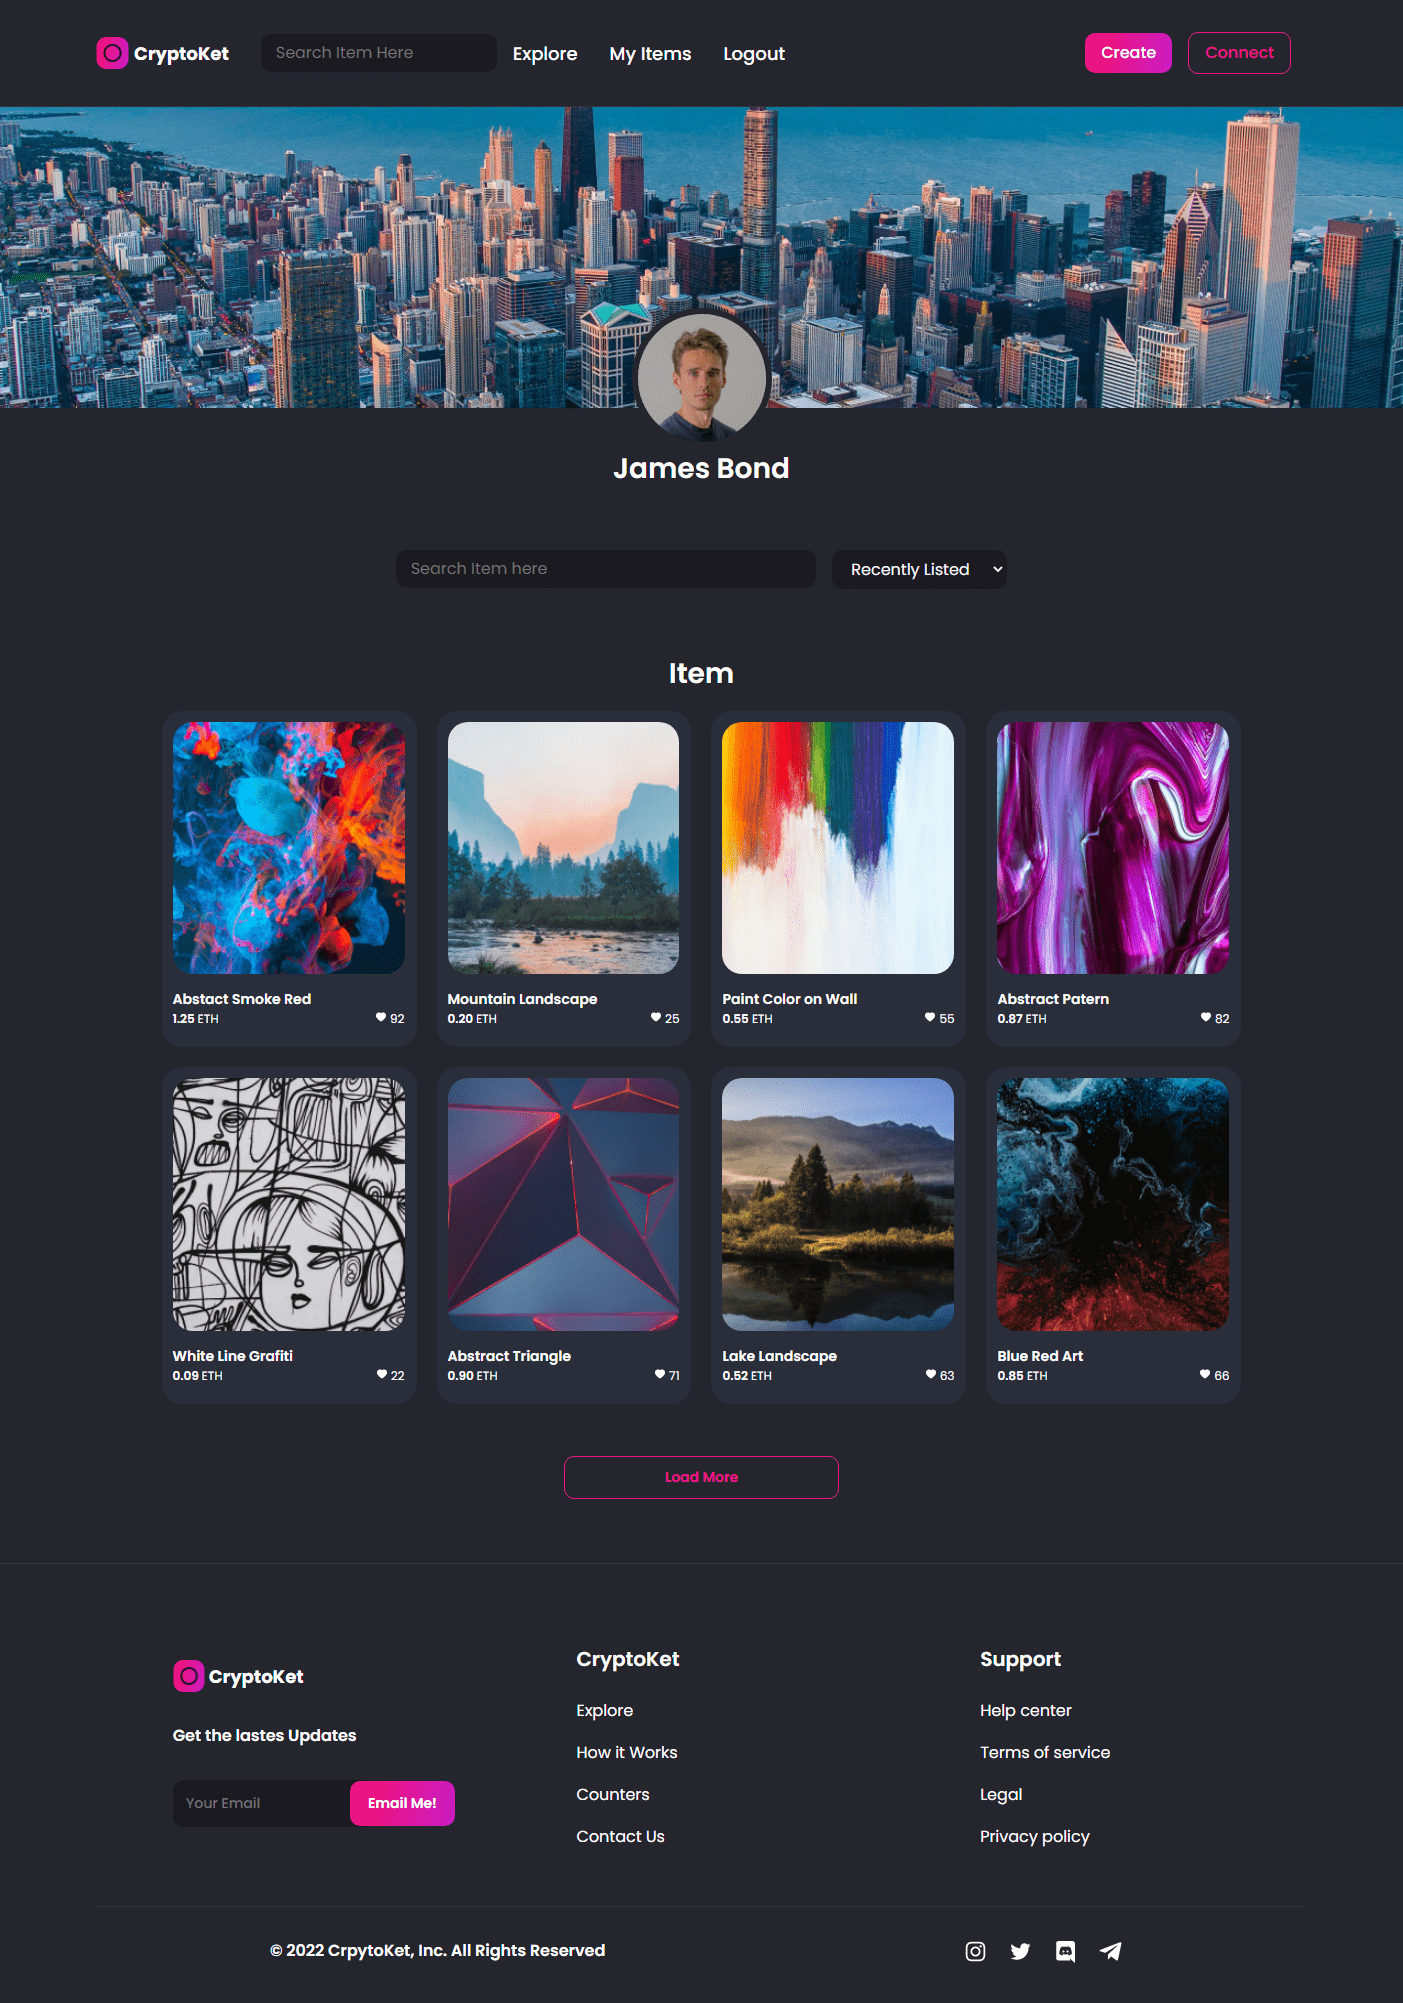 CryptoKet
Search Item Here
Explore
My Items
Logout
Create
Connect
James Bond
Search Item here
Recently Listed
Item
Abstact Smoke Red
1.25 ETH
92
Mountain Landscape
0.20 ETH
25
Paint Color on Wall
0.55 ETH
55
Abstract Patern
0.87 ETH
82
White Line Grafiti
0.09 ETH
22
Abstract Triangle
0.90 ETH
71
Lake Landscape
0.52 ETH
63
Blue Red Art
0.85 ETH
66
Load More
CryptoKet
Get the lastes Updates
Your Email
Email Me!
CryptoKet
Explore
How it Works
Counters
Contact Us
Support
Help center
Terms of service
Legal
Privacy policy
© 2022 CrpytoKet, Inc. All Rights Reserved